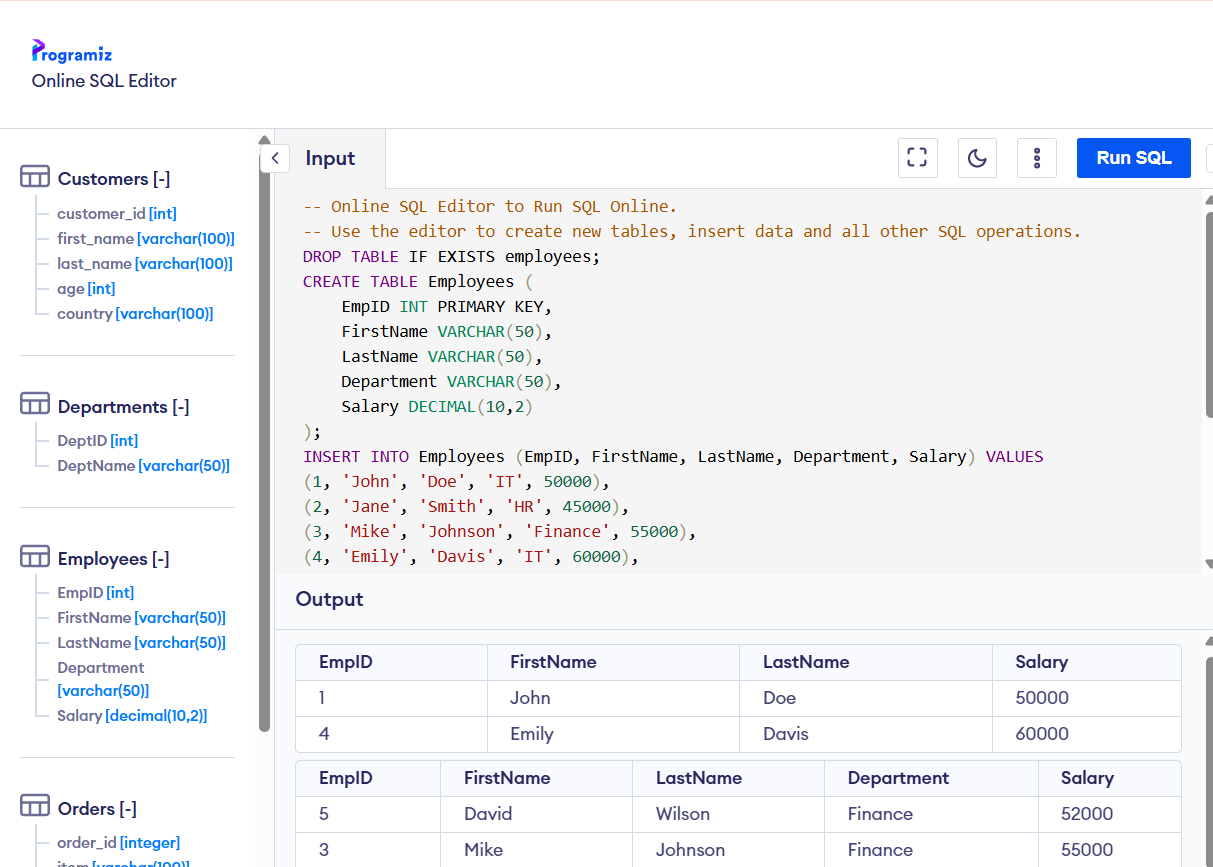 Programiz
Online SQL Editor
Customers [-]
customer_id [int]
first_name [varchar(100)]
last_name [varchar(100)]
age [int]
country [varchar(100)]
Departments [-]
DeptID [int]
DeptName [varchar(50)]
Employees [-]
EmpID [int]
FirstName [varchar(50)]
LastName [varchar(50)]
Department
[varchar(50)]
Salary [decimal(10,2)]
Orders [-]
order_id [integer]
item [varchar(100)]
Input
Run SQL
-- Online SQL Editor to Run SQL Online.
-- Use the editor to create new tables, insert data and all other SQL operations.
DROP TABLE IF EXISTS employees;
CREATE TABLE Employees (
    EmpID INT PRIMARY KEY,
    FirstName VARCHAR(50),
    LastName VARCHAR(50),
    Department VARCHAR(50),
    Salary DECIMAL(10,2)
);
INSERT INTO Employees (EmpID, FirstName, LastName, Department, Salary) VALUES
(1, 'John', 'Doe', 'IT', 50000),
(2, 'Jane', 'Smith', 'HR', 45000),
(3, 'Mike', 'Johnson', 'Finance', 55000),
(4, 'Emily', 'Davis', 'IT', 60000),
Output
EmpID FirstName LastName Salary
1 John Doe 50000
4 Emily Davis 60000
EmpID FirstName LastName Department Salary
5 David Wilson Finance 52000
3 Mike Johnson Finance 55000